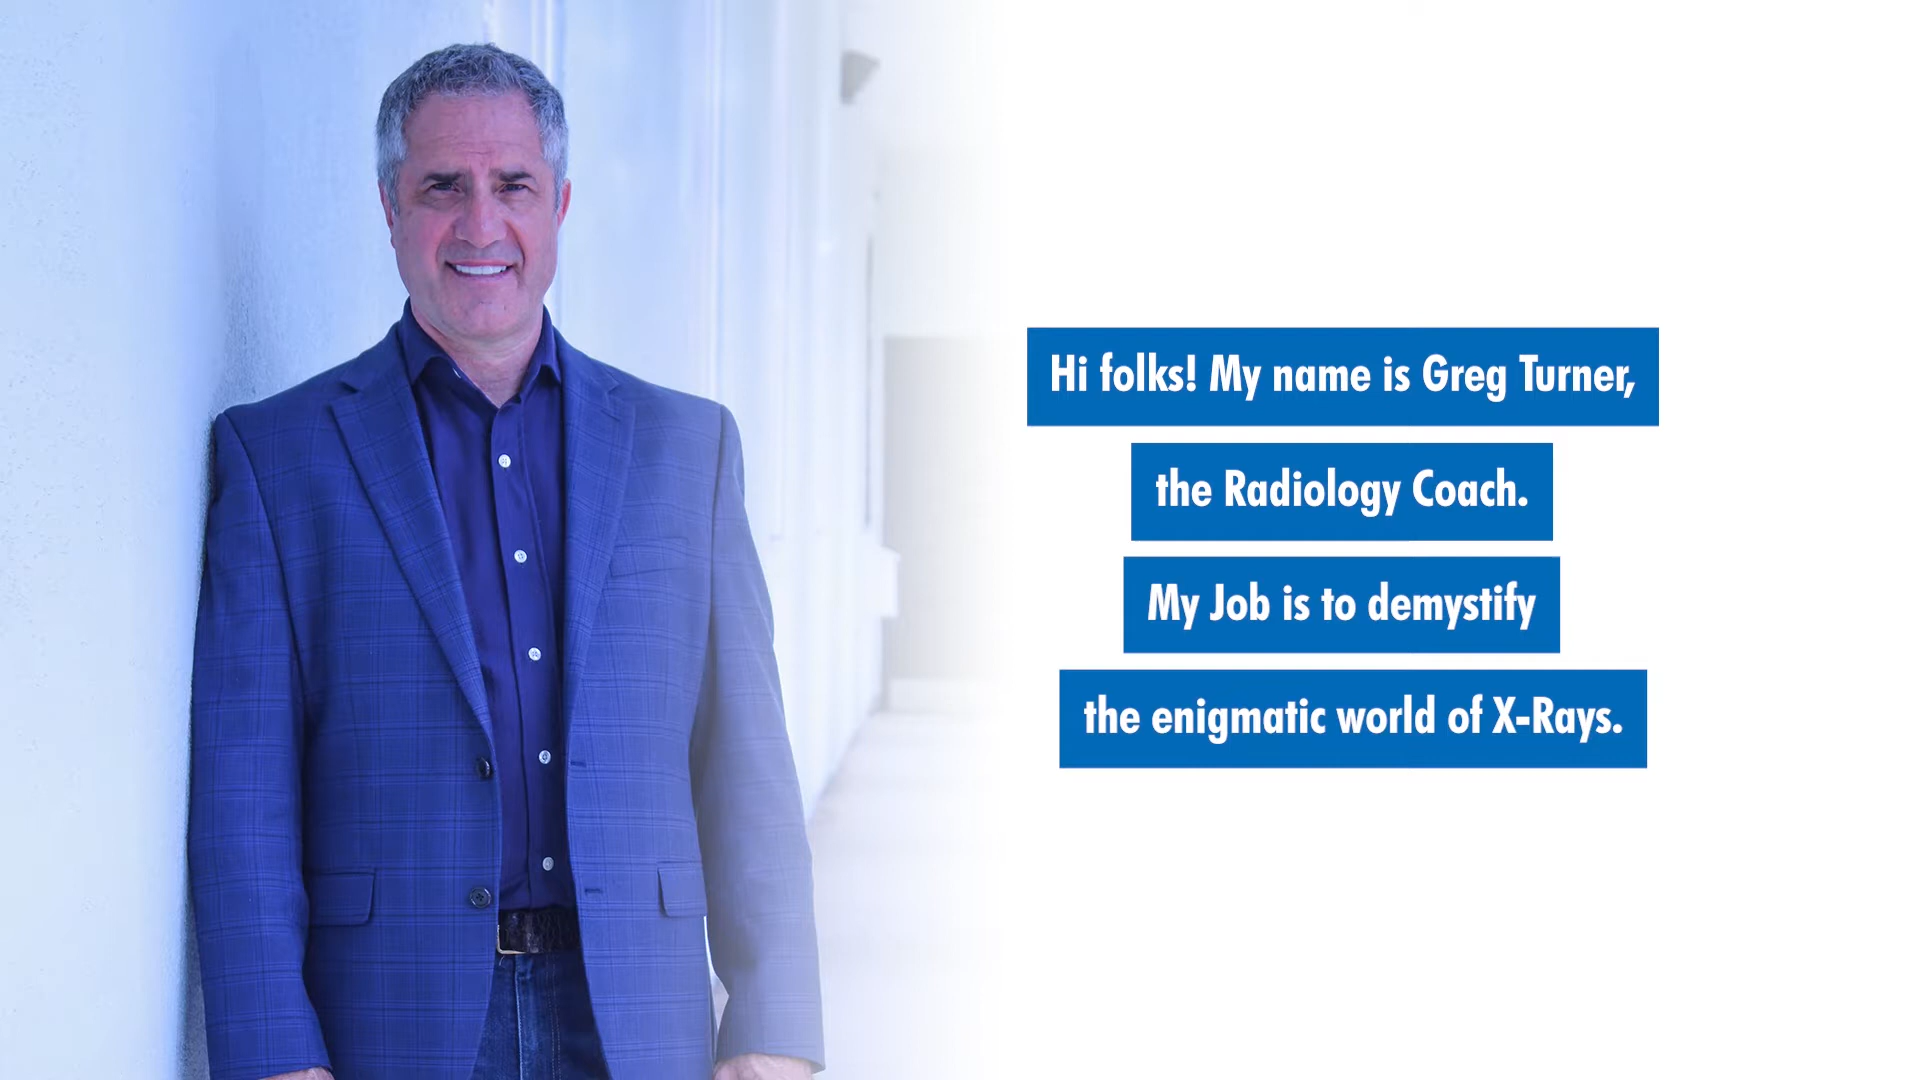 Hi folks! My name is Greg Turner,
the Radiology Coach.
My Job is to demystify
the enigmatic world of X-Rays.